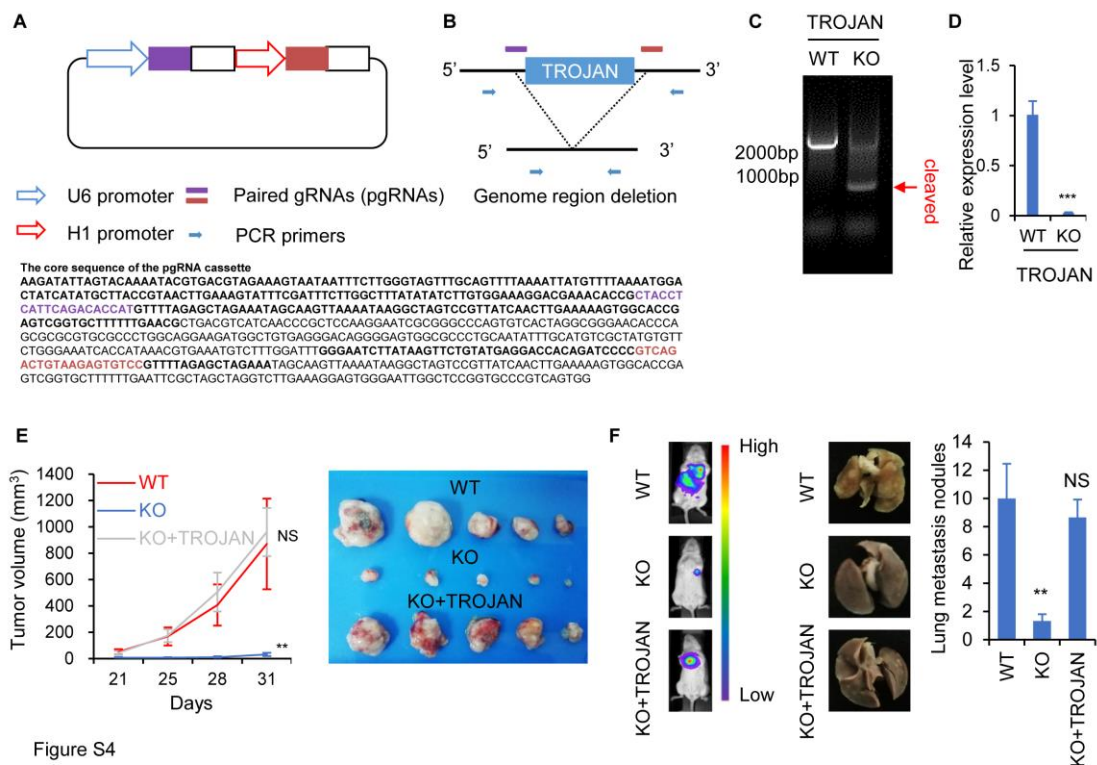 A
U6 promoter
Paired gRNAs (pgRNAs)
H1 promoter
PCR primers
The core sequence of the pgRNA cassette
AAGATATTAGTACAAAATACGTGACGTAGAAAGTAATAATTTCTTGGGTAGTTTGCAGTTTTAAAATTATGTTTTAAAATGGA
CTATCATATGCTTACCGTAACTTGAAAGTATTTCGATTTCTTGGCTTTATATATCTTGTGGAAAGGACGAAACACCGCTACCT
CATTCAGACACCATGTTTTAGAGCTAGAAATAGCAAGTTAAAATAAGGCTAGTCCGTTATCAACTTGAAAAAGTGGCACCG
AGTCGGTGCTTTTTTGAACGCTGACGTCATCAACCCGCTCCAAGGAATCGCGGGCCCAGTGTCACTAGGCGGGAACACCCA
GCGCGCGTGCGCCCTGGCAGGAAGATGGCTGTGAGGGACAGGGGAGTGGCGCCCTGCAATATTTGCATGTCGCTATGTGTT
CTGGGAAATCACCATAAACGTGAAATGTCTTTGGATTTGGGAATCTTATAAGTTCTGTATGAGGACCACAGATCCCCGTCAG
ACTGTAAGAGTGTCCGTTTTAGAGCTAGAAATAGCAAGTTAAAATAAGGCTAGTCCGTTATCAACTTGAAAAAGTGGCACCGA
GTCGGTGCTTTTTTGAATTCGCTAGCTAGGTCTTGAAAGGAGTGGGAATTGGCTCCGGTGCCCGTCAGTGG
B
5’ TROJAN 3’
5’ 3’
Genome region deletion
C
TROJAN
WT KO
2000bp
1000bp
cleaved
D
Relative expression level
1.5
1
0.5
0
***
WT KO
TROJAN
E
Tumor volume (mm3)
1400
1200
1000
800
600
400
200
0
WT
KO
KO+TROJAN
NS
**
21 25 28 31
Days
WT
KO
KO+TROJAN
F
WT
KO
KO+TROJAN
High
Low
WT
KO
KO+TROJAN
Lung metastasis nodules
14
12
10
8
6
4
2
0
**
NS
WT
KO
KO+TROJAN
Figure S4